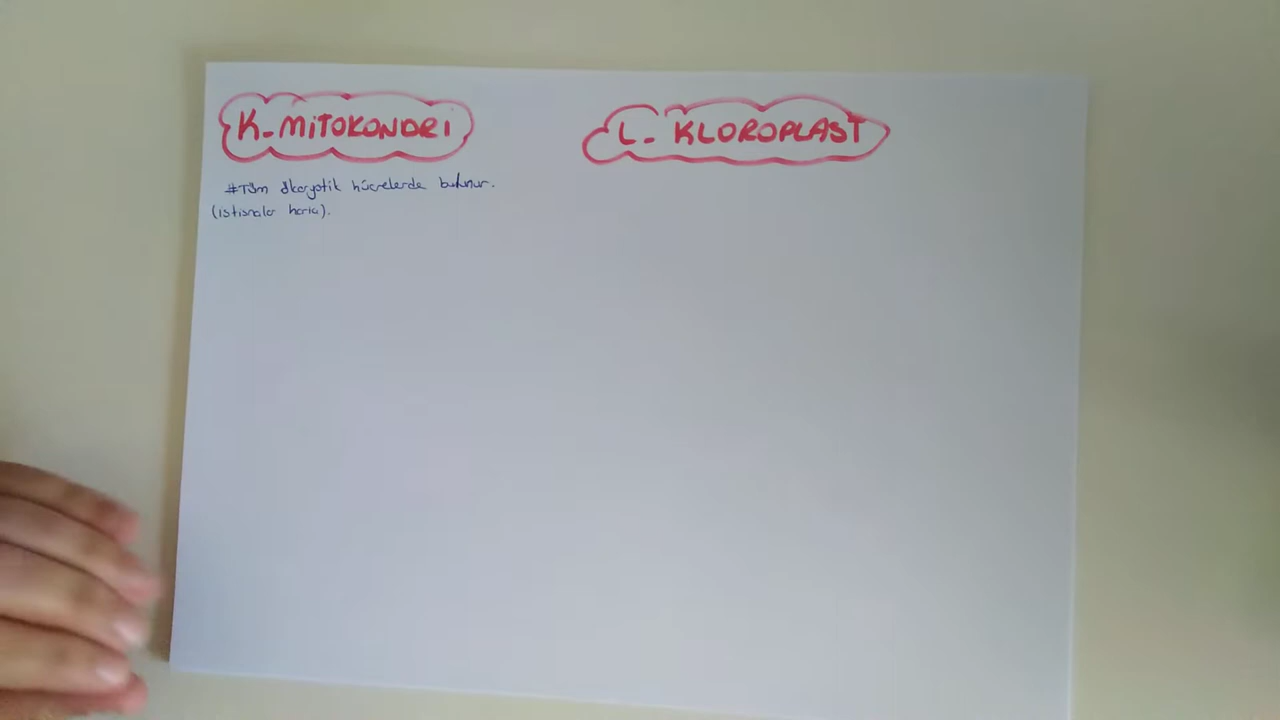 K- MİTOKONDRİ
L- KLOROPLAST
#Tüm ökaryotik hücrelerde bulunur.
(istisnalar hariç).